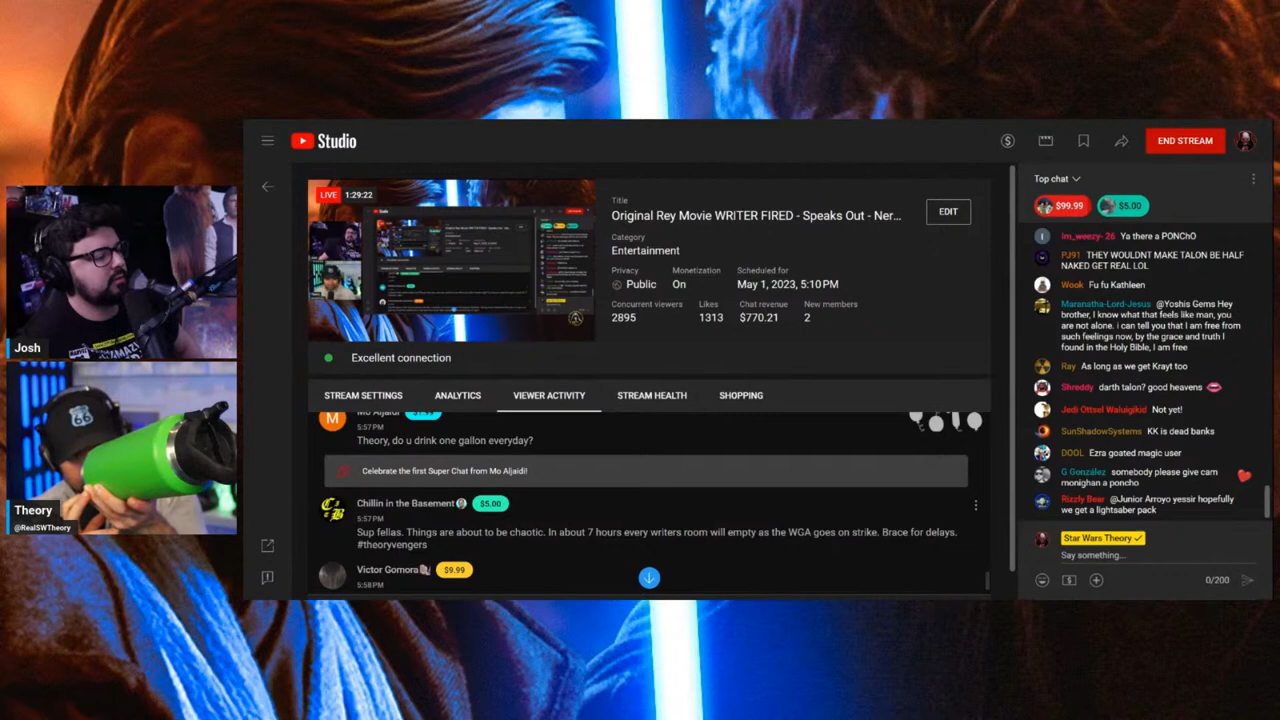 Studio
END STREAM
LIVE 1:29:22
Title
Original Rey Movie WRITER FIRED - Speaks Out - Ner...
EDIT
Category
Entertainment
Privacy
Monetization
Scheduled for
Public
On
May 1, 2023, 5:10 PM
Concurrent viewers
Likes
Chat revenue
New members
2895
1313
$770.21
2
Excellent connection
STREAM SETTINGS
ANALYTICS
VIEWER ACTIVITY
STREAM HEALTH
SHOPPING
M
Mo Aljaidi
5:57 PM
Theory, do u drink one gallon everyday?
Celebrate the first Super Chat from Mo Aljaidi!
Chillin in the Basement $5.00
5:57 PM
Sup fellas. Things are about to be chaotic. In about 7 hours every writers room will empty as the WGA goes on strike. Brace for delays.
#theoryvengers
Victor Gomora $9.99
5:58 PM
Top chat
$99.99
$5.00
im_weezy- 26 Ya there a PONChO
PJ91 THEY WOULDNT MAKE TALON BE HALF
NAKED GET REAL LOL
Wook Fu fu Kathleen
Maranatha-Lord-Jesus @Yoshis Gems Hey
brother, I know what that feels like man, you
are not alone. i can tell you that I am free from
such feelings now, by the grace and truth I
found in the Holy Bible, I am free
Ray As long as we get Krayt too
Shreddy darth talon? good heavens
Jedi Ottsel Waluigikid Not yet!
SunShadowSystems KK is dead banks
DOOL Ezra goated magic user
G González somebody please give cam
monighan a poncho
Rizzly Bear @Junior Arroyo yessir hopefully
we get a lightsaber pack
Star Wars Theory
Say something...
0/200
Josh
66
Theory
@RealSWTheory